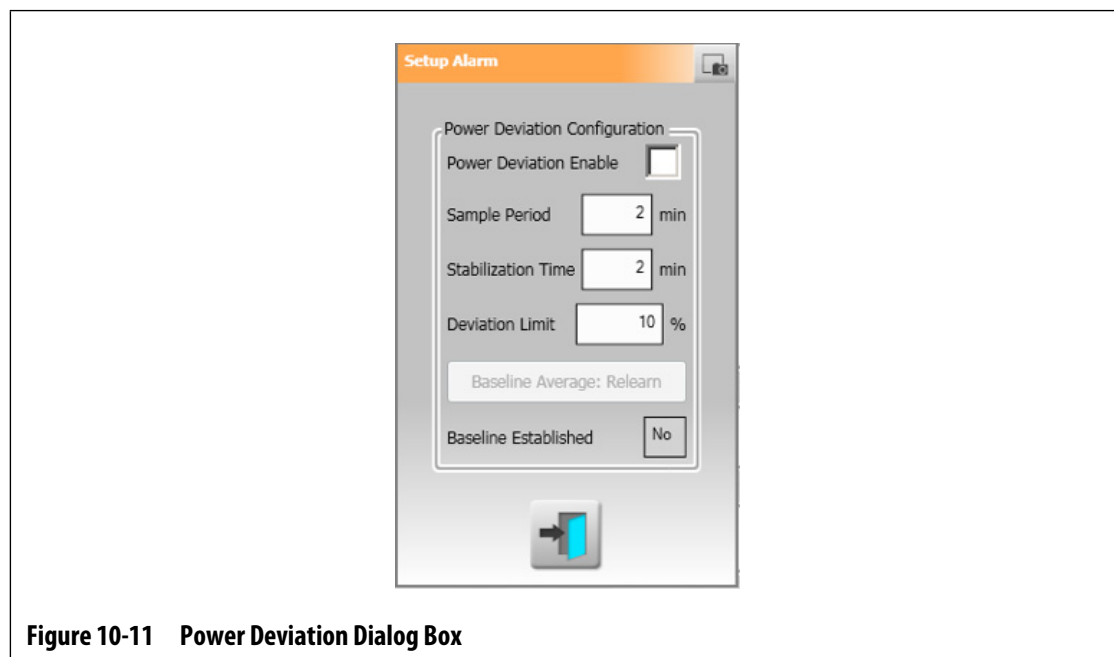 Setup Alarm
Power Deviation Configuration
Power Deviation Enable
Sample Period 2 min
Stabilization Time 2 min
Deviation Limit 10 %
Baseline Average: Relearn
Baseline Established No
Figure 10-11 Power Deviation Dialog Box